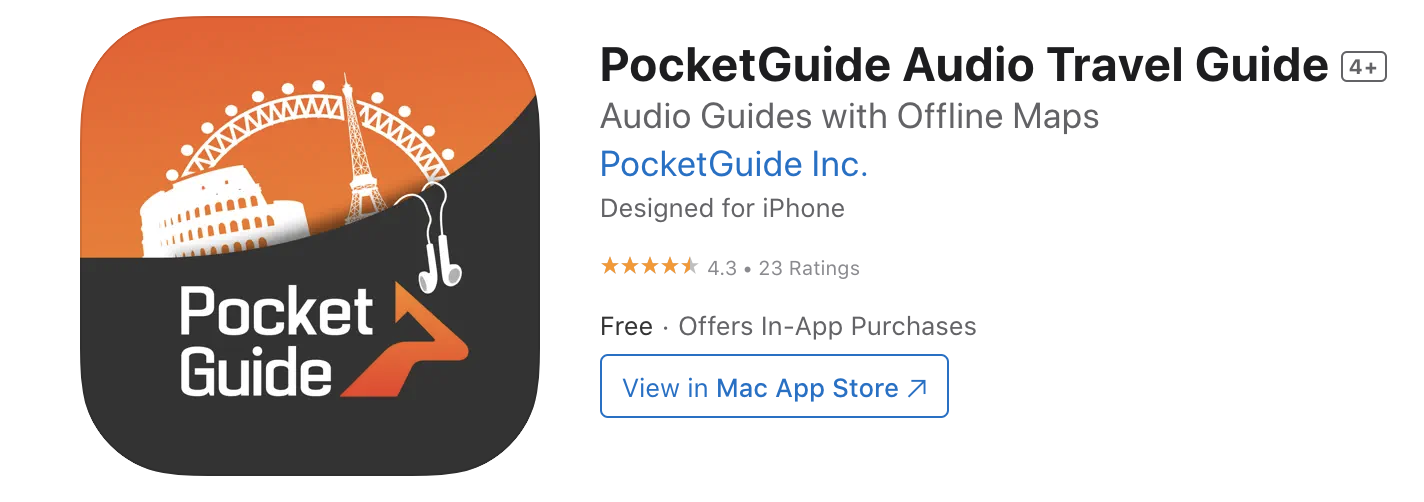 Pocket
Guide
PocketGuide Audio Travel Guide 4+
Audio Guides with Offline Maps
PocketGuide Inc.
Designed for iPhone
4.3 • 23 Ratings
Free · Offers In-App Purchases
View in Mac App Store ↗